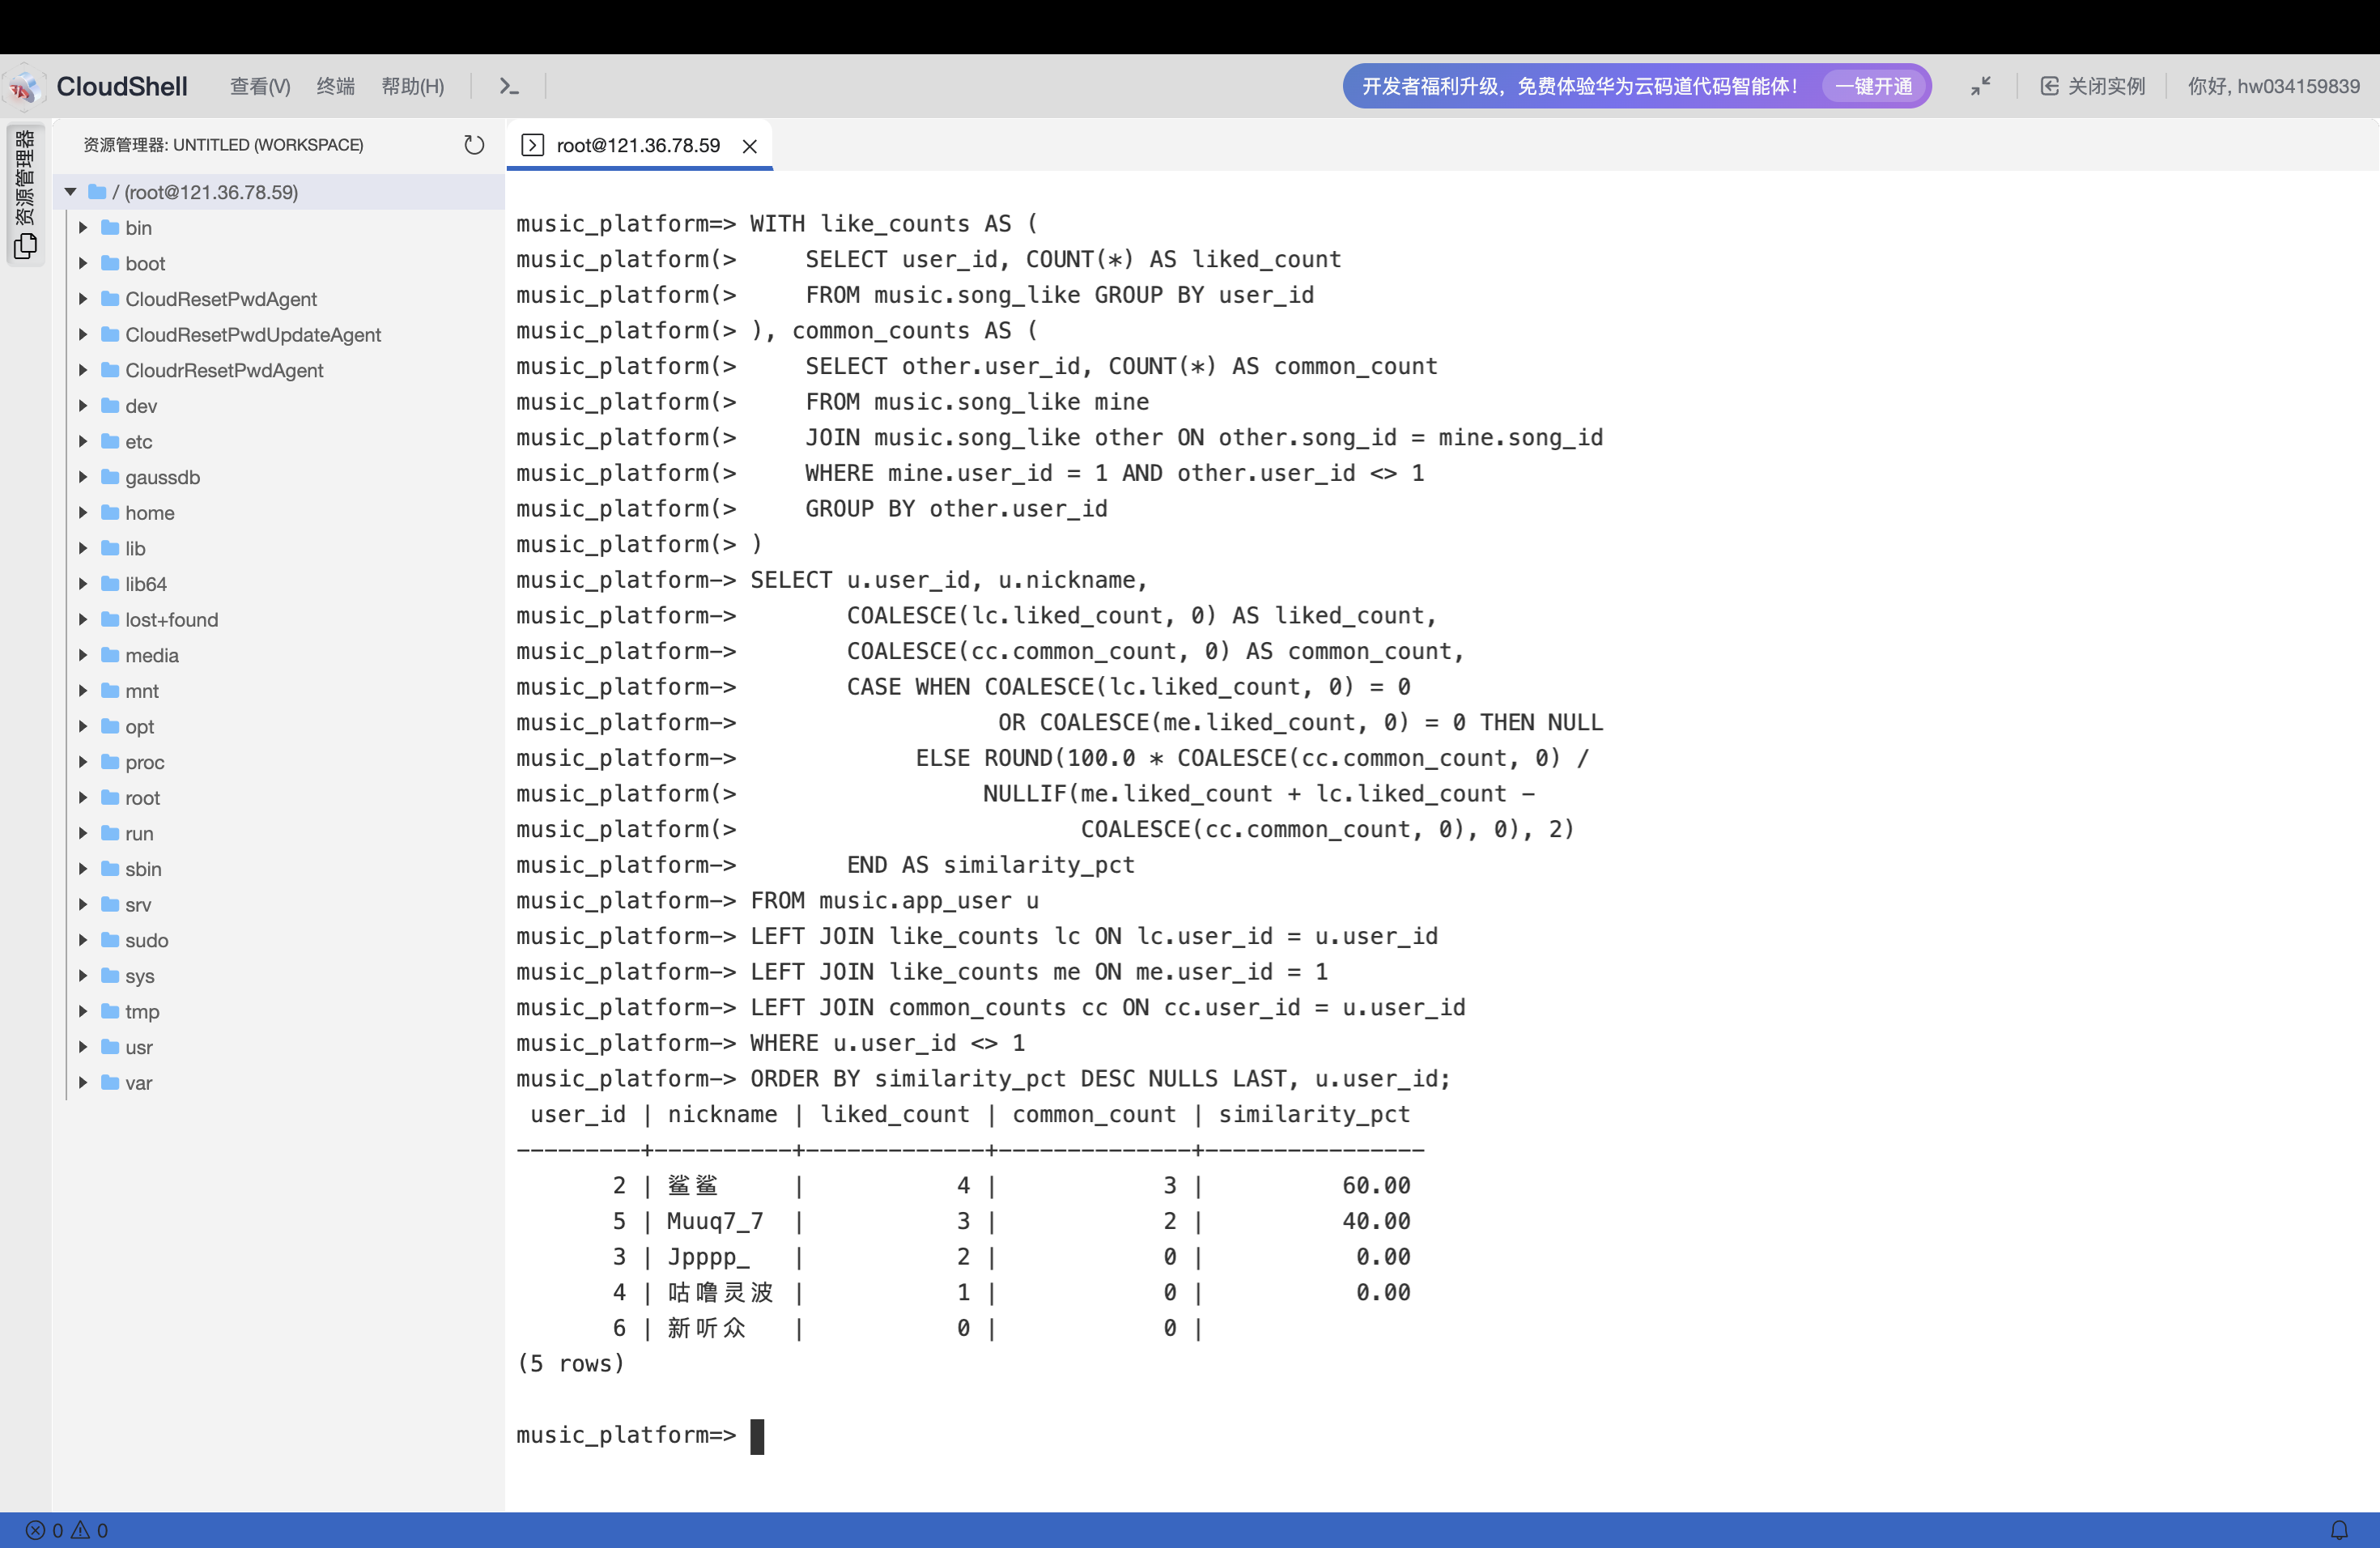 CloudShell 查看(V) 终端 帮助(H) 开发者福利升级，免费体验华为云码道代码智能体！ 一键开通 关闭实例 你好, hw034159839
资源管理器
资源管理器: UNTITLED (WORKSPACE)
/ (root@121.36.78.59)
bin
boot
CloudResetPwdAgent
CloudResetPwdUpdateAgent
CloudrResetPwdAgent
dev
etc
gaussdb
home
lib
lib64
lost+found
media
mnt
opt
proc
root
run
sbin
srv
sudo
sys
tmp
usr
var
root@121.36.78.59
music_platform=> WITH like_counts AS (
music_platform(>     SELECT user_id, COUNT(*) AS liked_count
music_platform(>     FROM music.song_like GROUP BY user_id
music_platform(> ), common_counts AS (
music_platform(>     SELECT other.user_id, COUNT(*) AS common_count
music_platform(>     FROM music.song_like mine
music_platform(>     JOIN music.song_like other ON other.song_id = mine.song_id
music_platform(>     WHERE mine.user_id = 1 AND other.user_id <> 1
music_platform(>     GROUP BY other.user_id
music_platform(> )
music_platform-> SELECT u.user_id, u.nickname,
music_platform->        COALESCE(lc.liked_count, 0) AS liked_count,
music_platform->        COALESCE(cc.common_count, 0) AS common_count,
music_platform->        CASE WHEN COALESCE(lc.liked_count, 0) = 0
music_platform->                   OR COALESCE(me.liked_count, 0) = 0 THEN NULL
music_platform->             ELSE ROUND(100.0 * COALESCE(cc.common_count, 0) /
music_platform(>                  NULLIF(me.liked_count + lc.liked_count -
music_platform(>                         COALESCE(cc.common_count, 0), 0), 2)
music_platform->        END AS similarity_pct
music_platform-> FROM music.app_user u
music_platform-> LEFT JOIN like_counts lc ON lc.user_id = u.user_id
music_platform-> LEFT JOIN like_counts me ON me.user_id = 1
music_platform-> LEFT JOIN common_counts cc ON cc.user_id = u.user_id
music_platform-> WHERE u.user_id <> 1
music_platform-> ORDER BY similarity_pct DESC NULLS LAST, u.user_id;
 user_id | nickname | liked_count | common_count | similarity_pct
---------+----------+-------------+--------------+----------------
       2 | 鲨鲨     |           4 |            3 |          60.00
       5 | Muuq7_7  |           3 |            2 |          40.00
       3 | Jpppp_   |           2 |            0 |           0.00
       4 | 咕噜灵波 |           1 |            0 |           0.00
       6 | 新听众   |           0 |            0 |
(5 rows)
music_platform=>
0 0